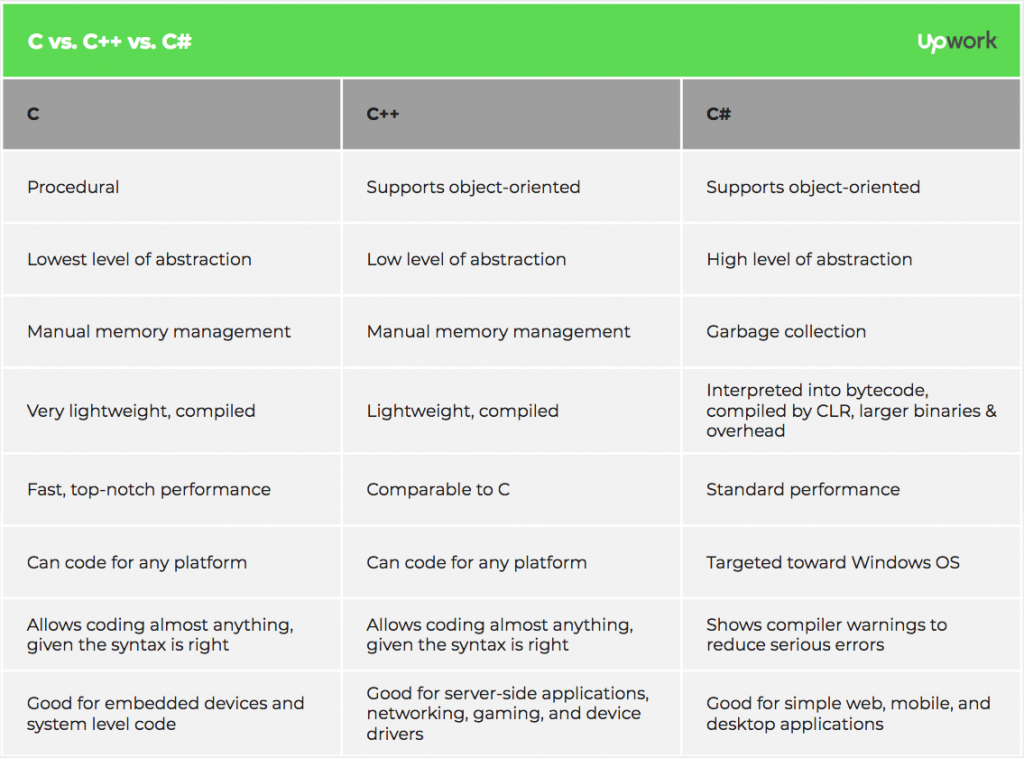 C vs. C++ vs. C#
Upwork
C
C++
C#
Procedural
Supports object-oriented
Supports object-oriented
Lowest level of abstraction
Low level of abstraction
High level of abstraction
Manual memory management
Manual memory management
Garbage collection
Very lightweight, compiled
Lightweight, compiled
Interpreted into bytecode,
compiled by CLR, larger binaries &
overhead
Fast, top-notch performance
Comparable to C
Standard performance
Can code for any platform
Can code for any platform
Targeted toward Windows OS
Allows coding almost anything,
given the syntax is right
Allows coding almost anything,
given the syntax is right
Shows compiler warnings to
reduce serious errors
Good for embedded devices and
system level code
Good for server-side applications,
networking, gaming, and device
drivers
Good for simple web, mobile, and
desktop applications